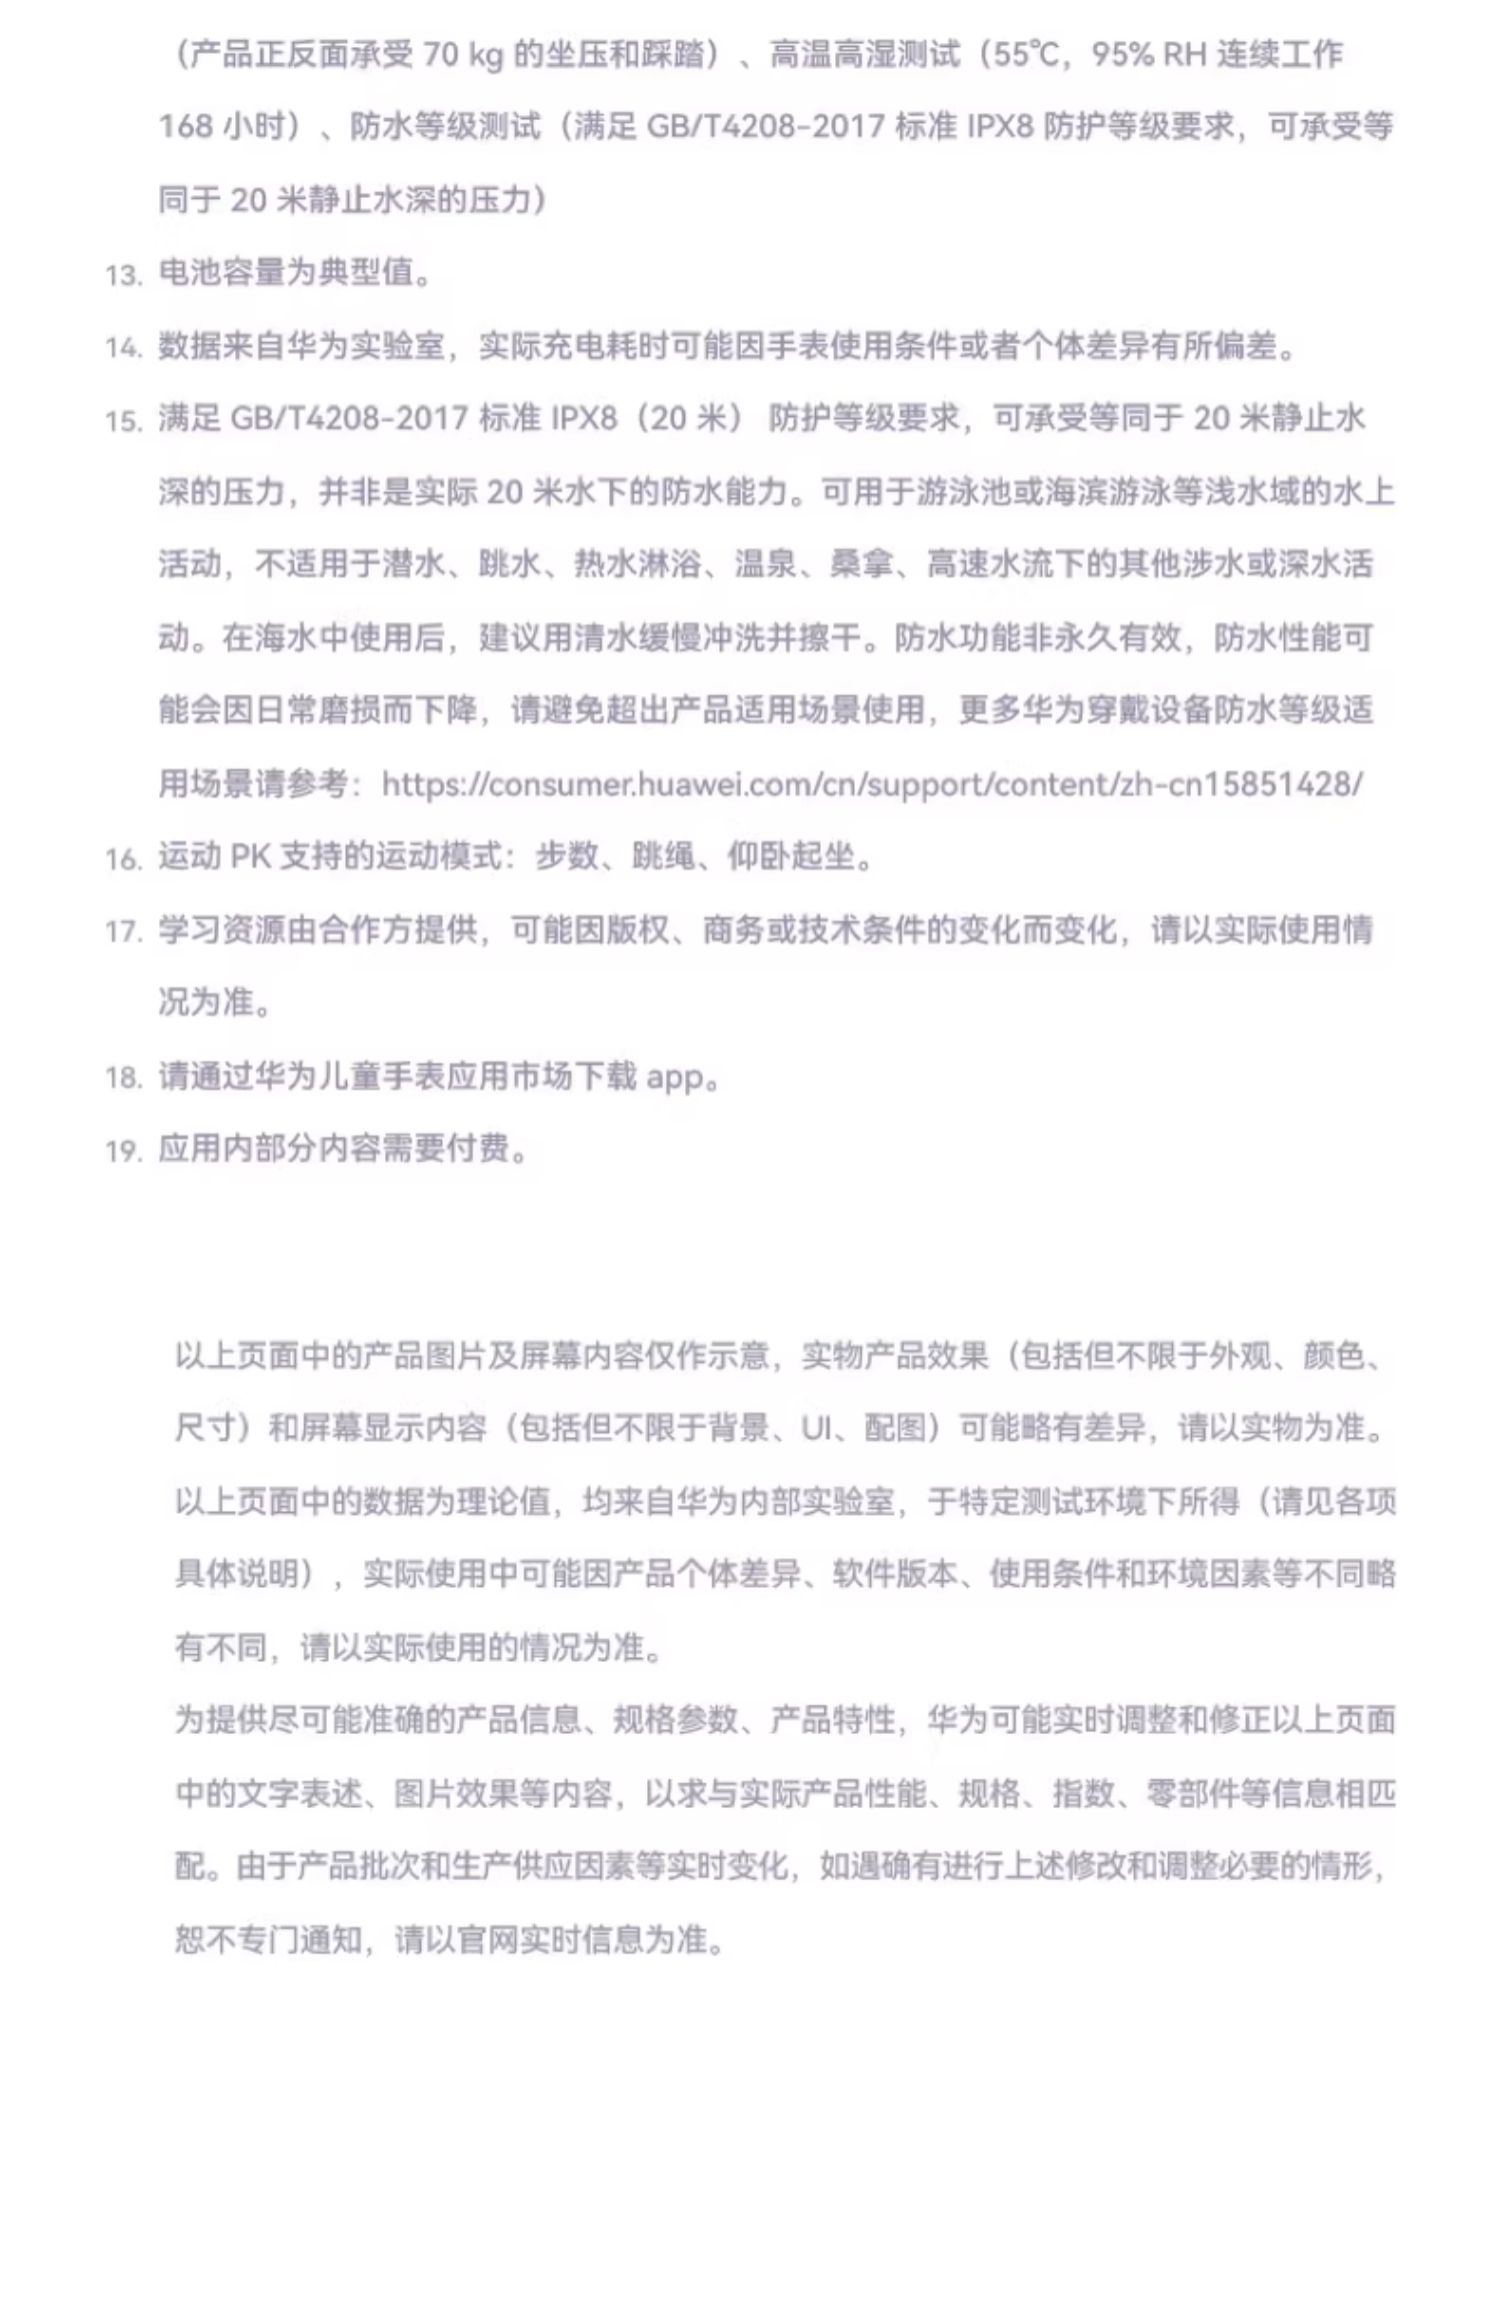 （产品正反面承受 70 kg 的坐压和踩踏）、高温高湿测试（55℃，95% RH 连续工作
168 小时）、防水等级测试（满足 GB/T4208-2017 标准 IPX8 防护等级要求，可承受等
同于 20 米静止水深的压力）
13. 电池容量为典型值。
14. 数据来自华为实验室，实际充电耗时可能因手表使用条件或者个体差异有所偏差。
15. 满足 GB/T4208-2017 标准 IPX8（20 米） 防护等级要求，可承受等同于 20 米静止水
深的压力，并非是实际 20 米水下的防水能力。可用于游泳池或海滨游泳等浅水域的水上
活动，不适用于潜水、跳水、热水淋浴、温泉、桑拿、高速水流下的其他涉水或深水活
动。在海水中使用后，建议用清水缓慢冲洗并擦干。防水功能非永久有效，防水性能可
能会因日常磨损而下降，请避免超出产品适用场景使用，更多华为穿戴设备防水等级适
用场景请参考：https://consumer.huawei.com/cn/support/content/zh-cn15851428/
16. 运动 PK 支持的运动模式：步数、跳绳、仰卧起坐。
17. 学习资源由合作方提供，可能因版权、商务或技术条件的变化而变化，请以实际使用情
况为准。
18. 请通过华为儿童手表应用市场下载 app。
19. 应用内部分内容需要付费。
以上页面中的产品图片及屏幕内容仅作示意，实物产品效果（包括但不限于外观、颜色、
尺寸）和屏幕显示内容（包括但不限于背景、UI、配图）可能略有差异，请以实物为准。
以上页面中的数据为理论值，均来自华为内部实验室，于特定测试环境下所得（请见各项
具体说明），实际使用中可能因产品个体差异、软件版本、使用条件和环境因素等不同略
有不同，请以实际使用的情况为准。
为提供尽可能准确的产品信息、规格参数、产品特性，华为可能实时调整和修正以上页面
中的文字表述、图片效果等内容，以求与实际产品性能、规格、指数、零部件等信息相匹
配。由于产品批次和生产供应因素等实时变化，如遇确有进行上述修改和调整必要的情形，
恕不专门通知，请以官网实时信息为准。